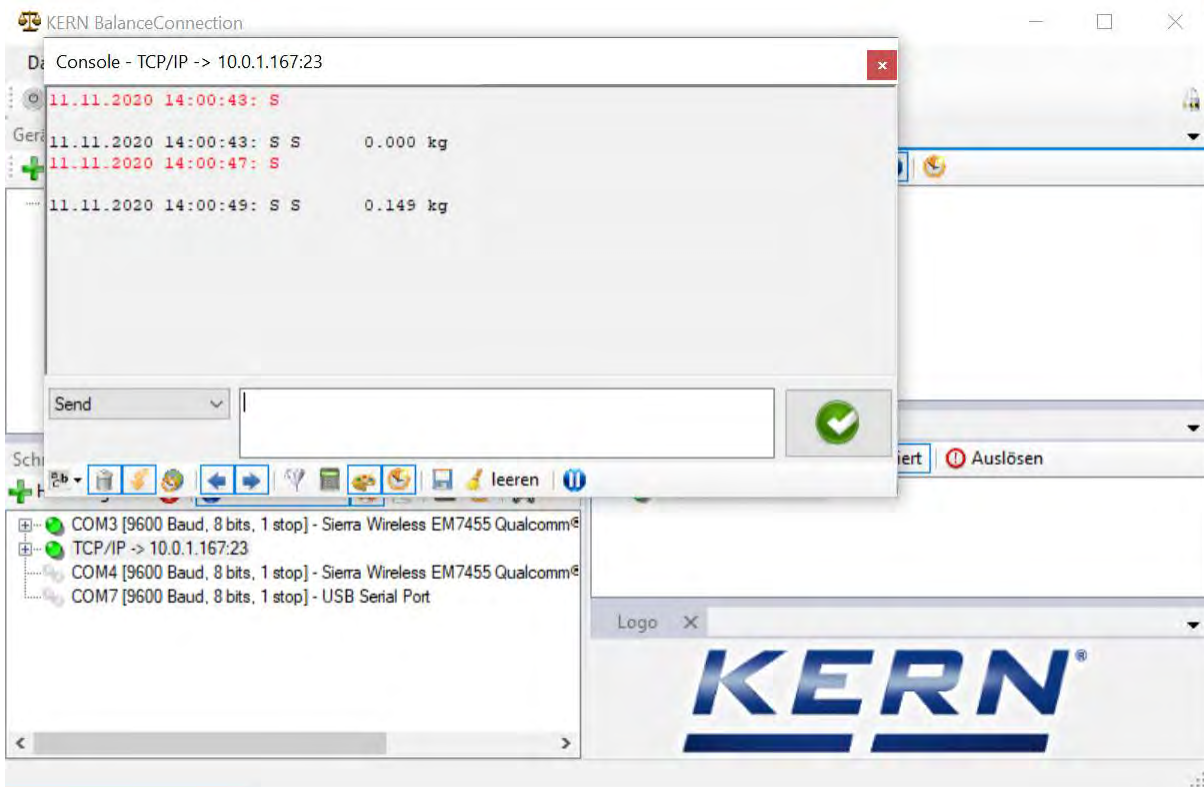 KERN BalanceConnection
Console - TCP/IP -> 10.0.1.167:23
11.11.2020 14:00:43: S
11.11.2020 14:00:43: S S      0.000 kg
11.11.2020 14:00:47: S
11.11.2020 14:00:49: S S      0.149 kg
Send
leeren
Auslösen
COM3 [9600 Baud, 8 bits, 1 stop] - Sierra Wireless EM7455 Qualcomm®
TCP/IP -> 10.0.1.167:23
COM4 [9600 Baud, 8 bits, 1 stop] - Sierra Wireless EM7455 Qualcomm®
COM7 [9600 Baud, 8 bits, 1 stop] - USB Serial Port
Logo
KERN®